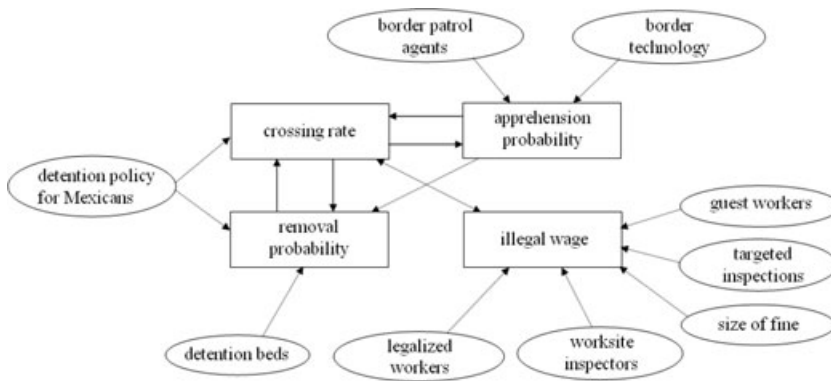 border patrol
agents
border
technology
crossing rate
apprehension
probability
detention policy
for Mexicans
removal
probability
illegal wage
guest workers
targeted
inspections
size of fine
detention beds
legalized
workers
worksite
inspectors